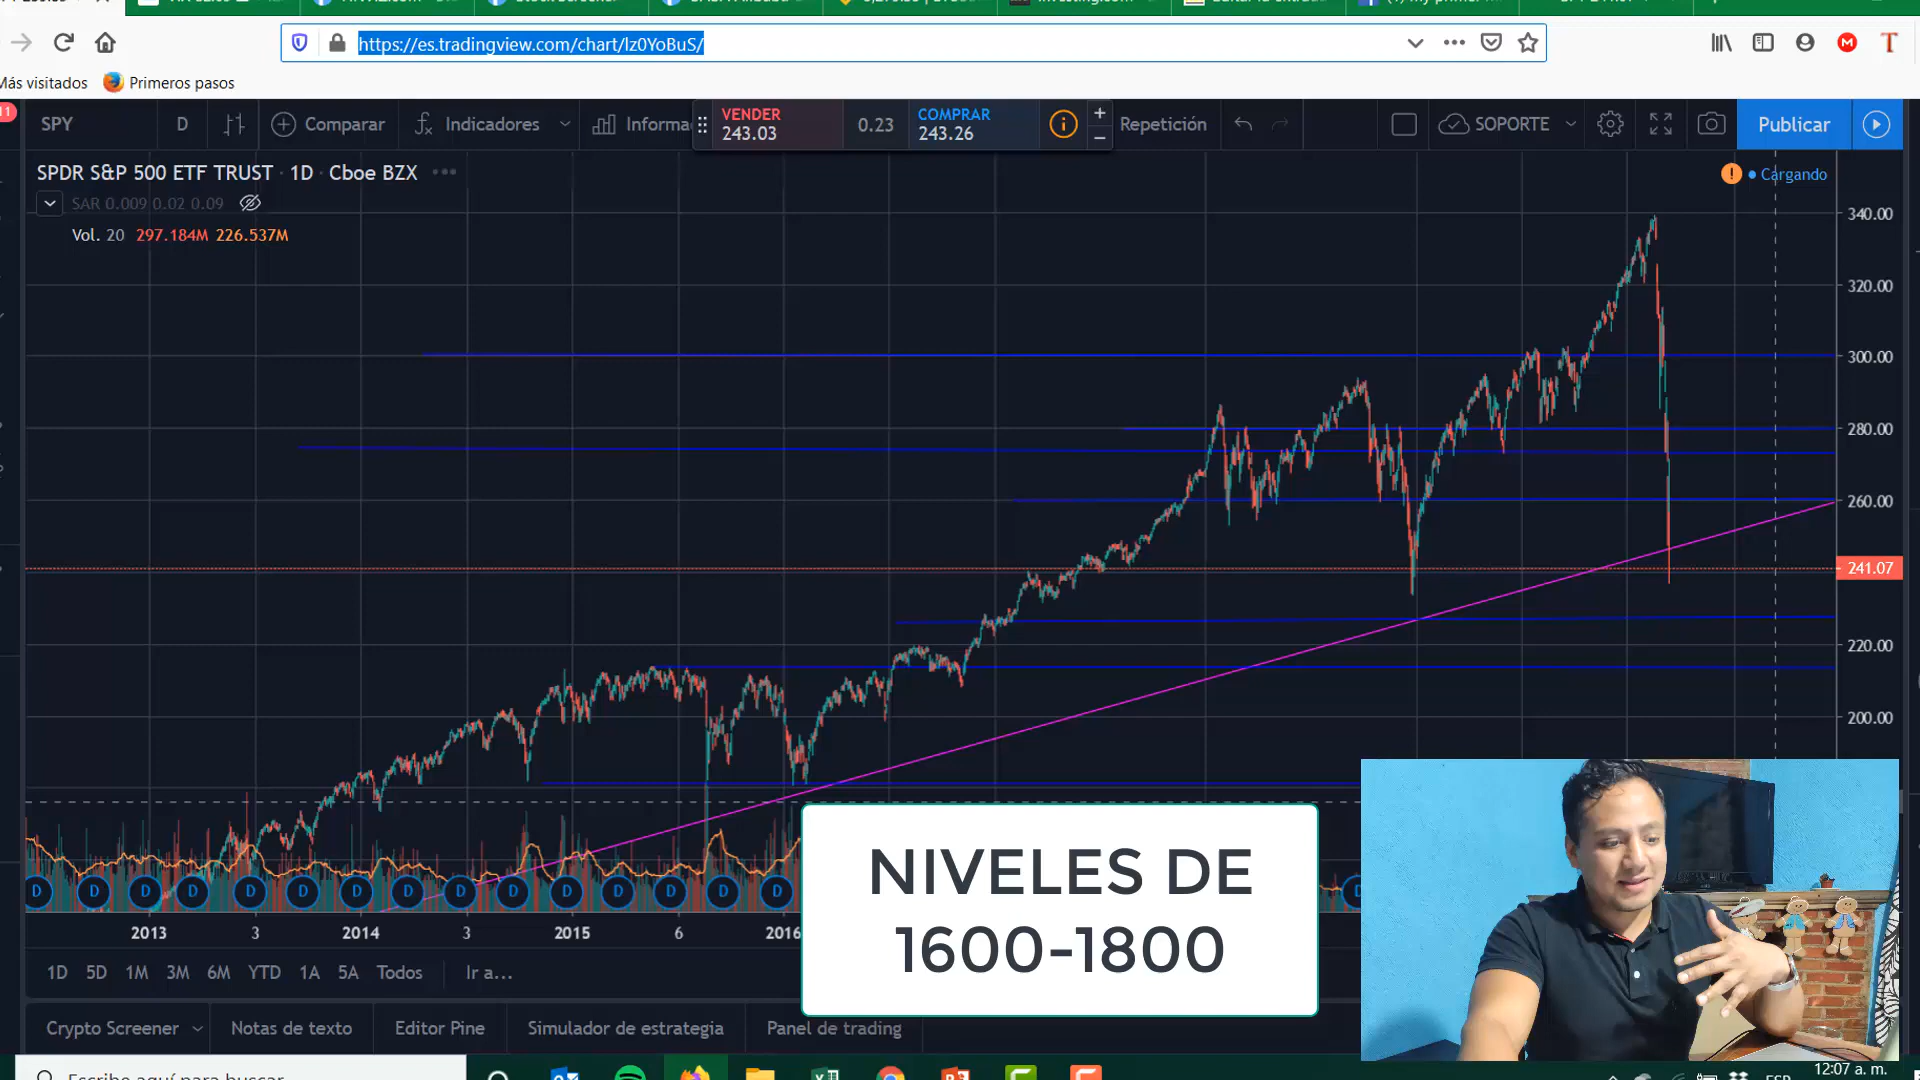 https://es.tradingview.com/chart/lz0YoBuS/
Más visitados
Primeros pasos
11
SPY
D
Comparar
Indicadores
Informa
VENDER
243.03
0.23
COMPRAR
243.26
+
−
Repetición
SOPORTE
Publicar
SPDR S&P 500 ETF TRUST · 1D · Cboe BZX
Cargando
SAR 0.009 0.02 0.09
Vol. 20 297.184M 226.537M
340.00
320.00
300.00
280.00
260.00
241.07
220.00
200.00
D D D D D D D D D D D D D D D D
2013 3 2014 3 2015 6 2016
1D 5D 1M 3M 6M YTD 1A 5A Todos Ir a...
NIVELES DE
1600-1800
Crypto Screener
Notas de texto
Editor Pine
Simulador de estrategia
Panel de trading
Escribe aquí para buscar
ESP
12:07 a. m.